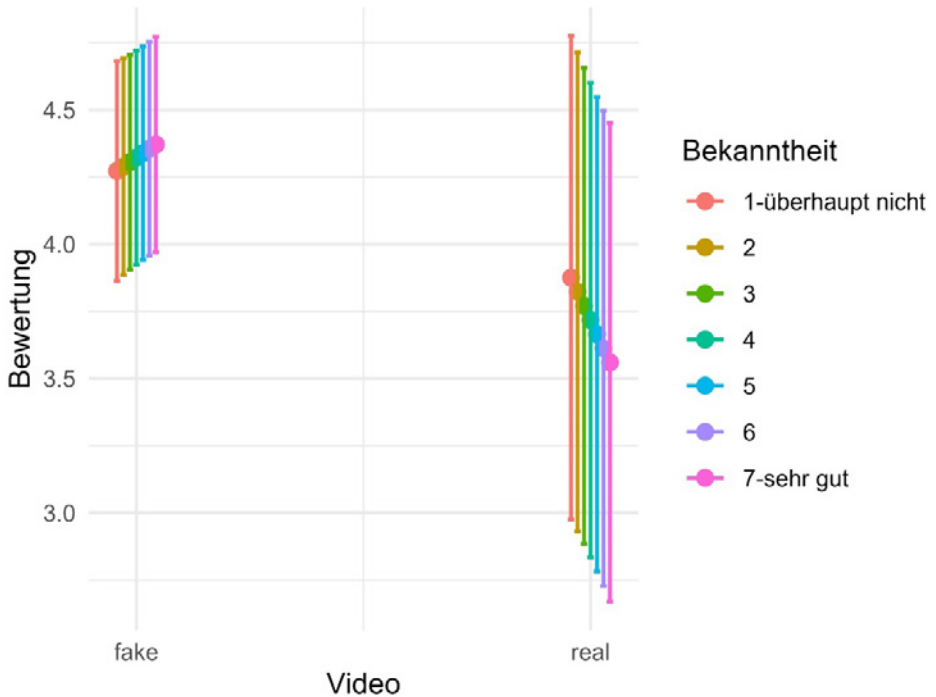 4.5
4.0
3.5
3.0
Bewertung
fake
real
Video
Bekanntheit
1-überhaupt nicht
2
3
4
5
6
7-sehr gut